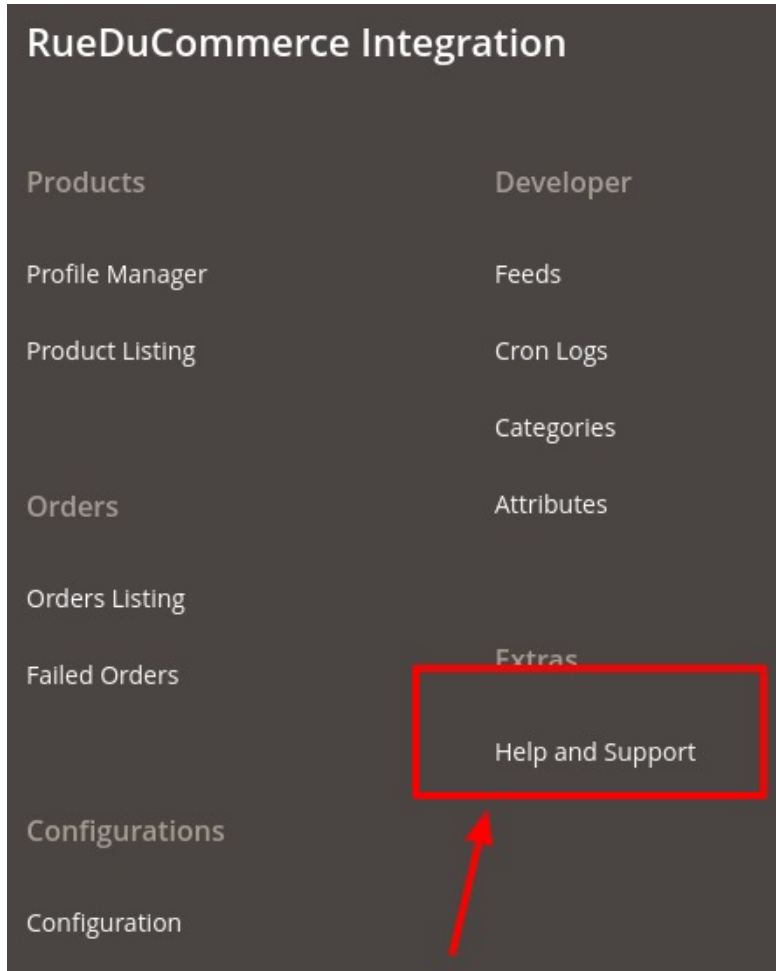 RueDuCommerce Integration
Products
Profile Manager
Product Listing
Orders
Orders Listing
Failed Orders
Configurations
Configuration
Developer
Feeds
Cron Logs
Categories
Attributes
Extras
Help and Support